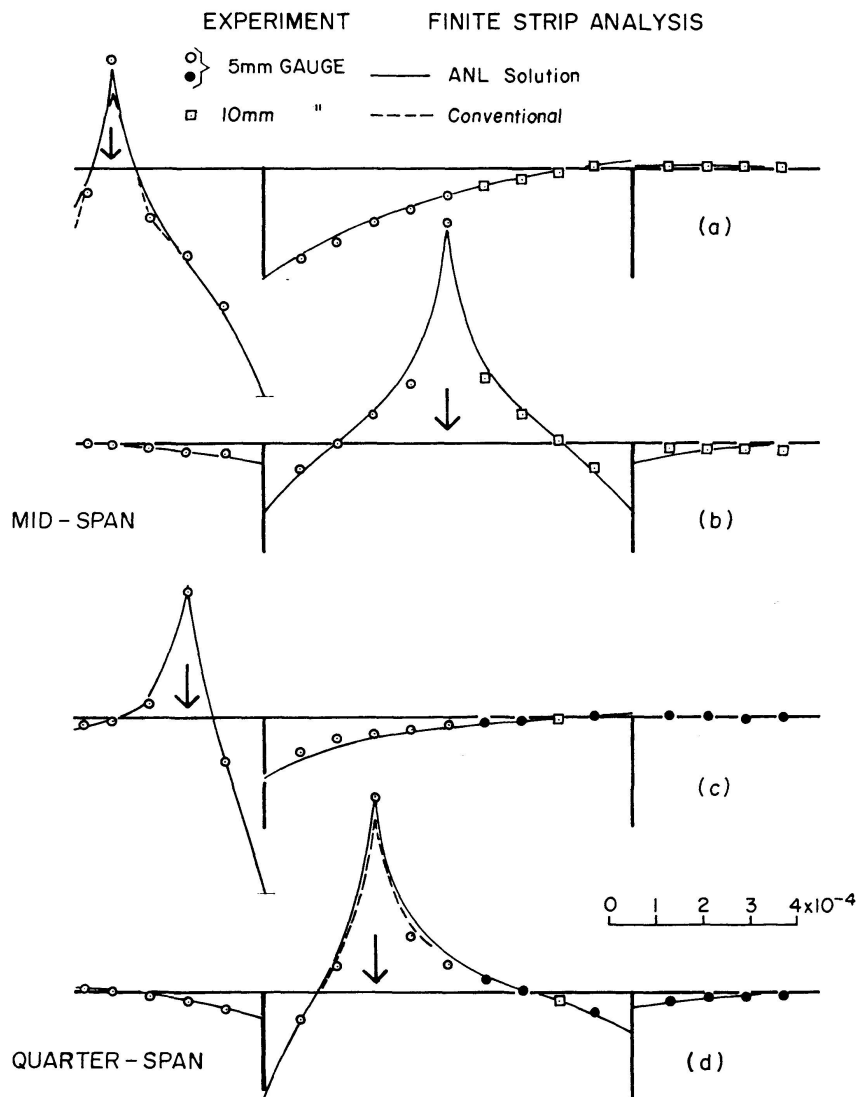 EXPERIMENT FINITE STRIP ANALYSIS
5mm GAUGE ANL Solution
10mm " Conventional
(a)
MID-SPAN (b)
(c)
0 1 2 3 4x10-4
QUARTER-SPAN (d)